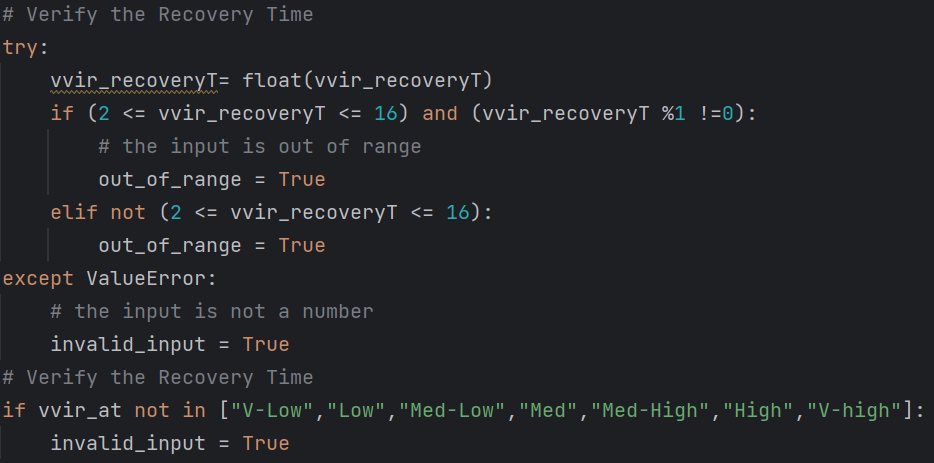 # Verify the Recovery Time
try:
    vvir_recoveryT= float(vvir_recoveryT)
    if (2 <= vvir_recoveryT <= 16) and (vvir_recoveryT %1 !=0):
        # the input is out of range
        out_of_range = True
    elif not (2 <= vvir_recoveryT <= 16):
        out_of_range = True
except ValueError:
    # the input is not a number
    invalid_input = True
# Verify the Recovery Time
if vvir_at not in ["V-Low","Low","Med-Low","Med","Med-High","High","V-high"]:
    invalid_input = True